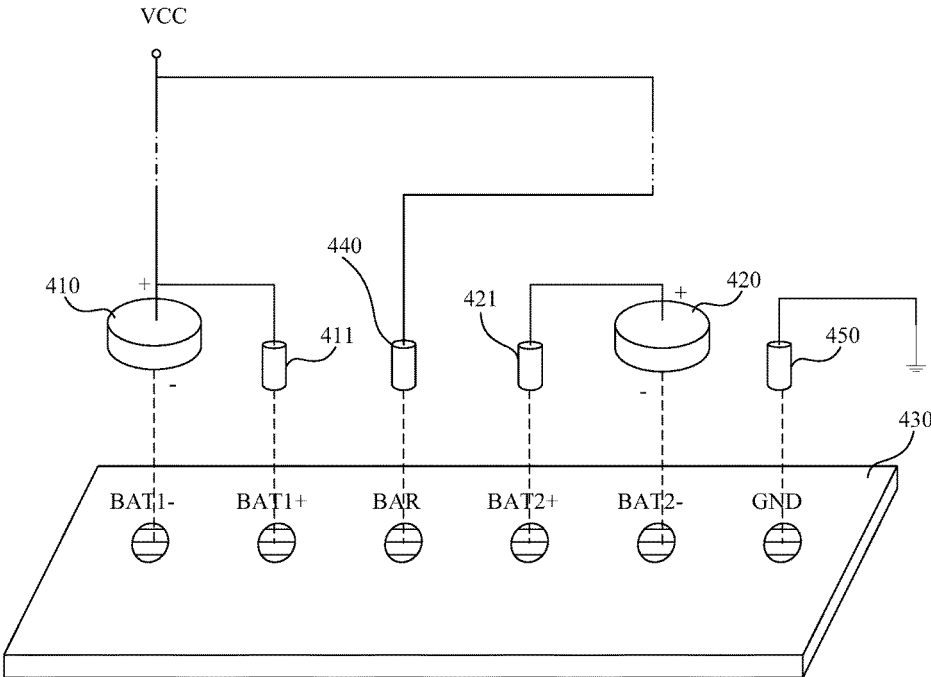 VCC
440
410
+
421
+
420
411
450
-
-
430
BAT1-
BAT1+
BAR
BAT2+
BAT2-
GND